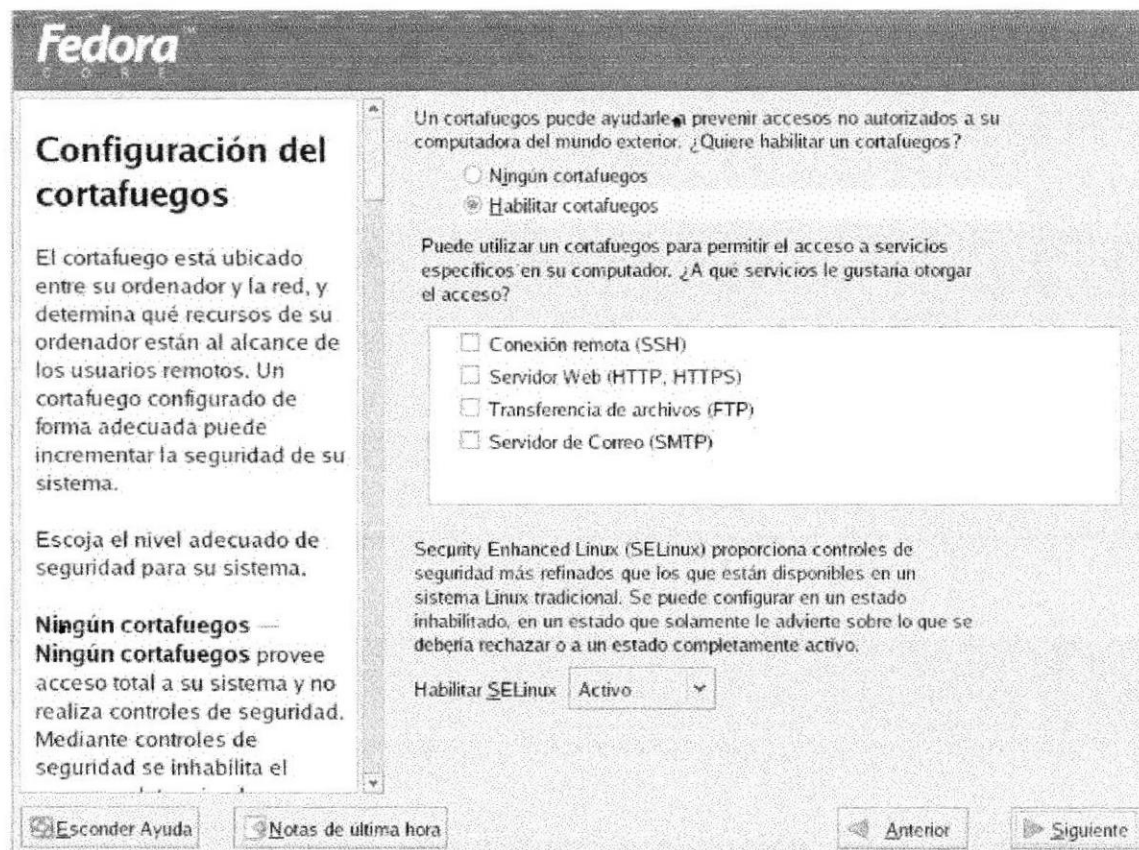 Fedora™
CORE
Configuración del
cortafuegos
El cortafuego está ubicado
entre su ordenador y la red, y
determina qué recursos de su
ordenador están al alcance de
los usuarios remotos. Un
cortafuego configurado de
forma adecuada puede
incrementar la seguridad de su
sistema.
Escoja el nivel adecuado de
seguridad para su sistema.
Ningún cortafuegos —
Ningún cortafuegos provee
acceso total a su sistema y no
realiza controles de seguridad.
Mediante controles de
seguridad se inhabilita el
Un cortafuegos puede ayudarle a prevenir accesos no autorizados a su
computadora del mundo exterior. ¿Quiere habilitar un cortafuegos?
Ningún cortafuegos
Habilitar cortafuegos
Puede utilizar un cortafuegos para permitir el acceso a servicios
específicos en su computador. ¿A qué servicios le gustaría otorgar
el acceso?
Conexión remota (SSH)
Servidor Web (HTTP, HTTPS)
Transferencia de archivos (FTP)
Servidor de Correo (SMTP)
Security Enhanced Linux (SELinux) proporciona controles de
seguridad más refinados que los que están disponibles en un
sistema Linux tradicional. Se puede configurar en un estado
inhabilitado, en un estado que solamente le advierte sobre lo que se
debería rechazar o a un estado completamente activo.
Habilitar SELinux Activo
Esconder Ayuda
Notas de última hora
Anterior
Siguiente